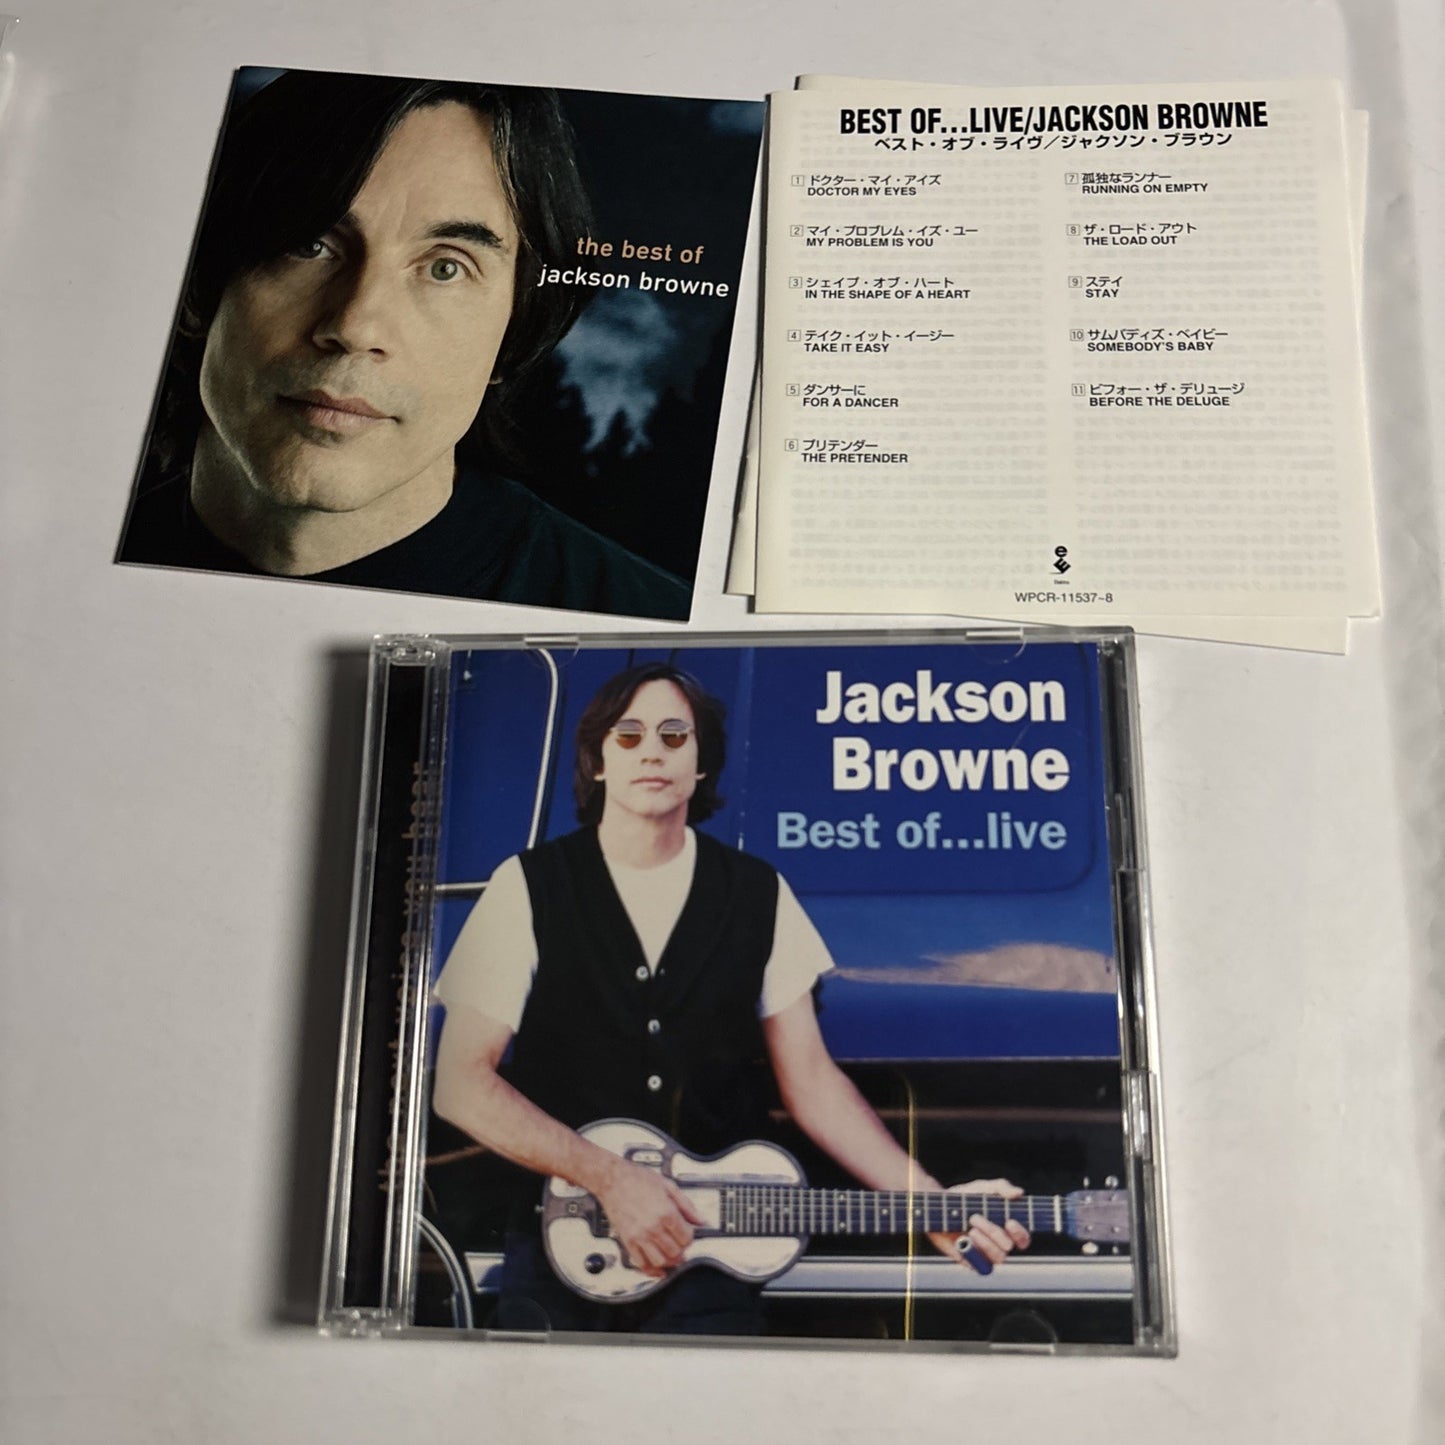 the best of
jackson browne
BEST OF...LIVE/JACKSON BROWNE
ベスト・オブ・ライヴ／ジャクソン・ブラウン
1 ドクター・マイ・アイズ
DOCTOR MY EYES
2 マイ・プロブレム・イズ・ユー
MY PROBLEM IS YOU
3 シェイプ・オブ・ハート
IN THE SHAPE OF A HEART
4 テイク・イット・イージー
TAKE IT EASY
5 ダンサーに
FOR A DANCER
6 プリテンダー
THE PRETENDER
7 孤独なランナー
RUNNING ON EMPTY
8 ザ・ロード・アウト
THE LOAD OUT
9 ステイ
STAY
10 サムバディズ・ベイビー
SOMEBODY'S BABY
11 ビフォー・ザ・デリュージ
BEFORE THE DELUGE
WPCR-11537~8
the next voice you hear
Jackson
Browne
Best of...live